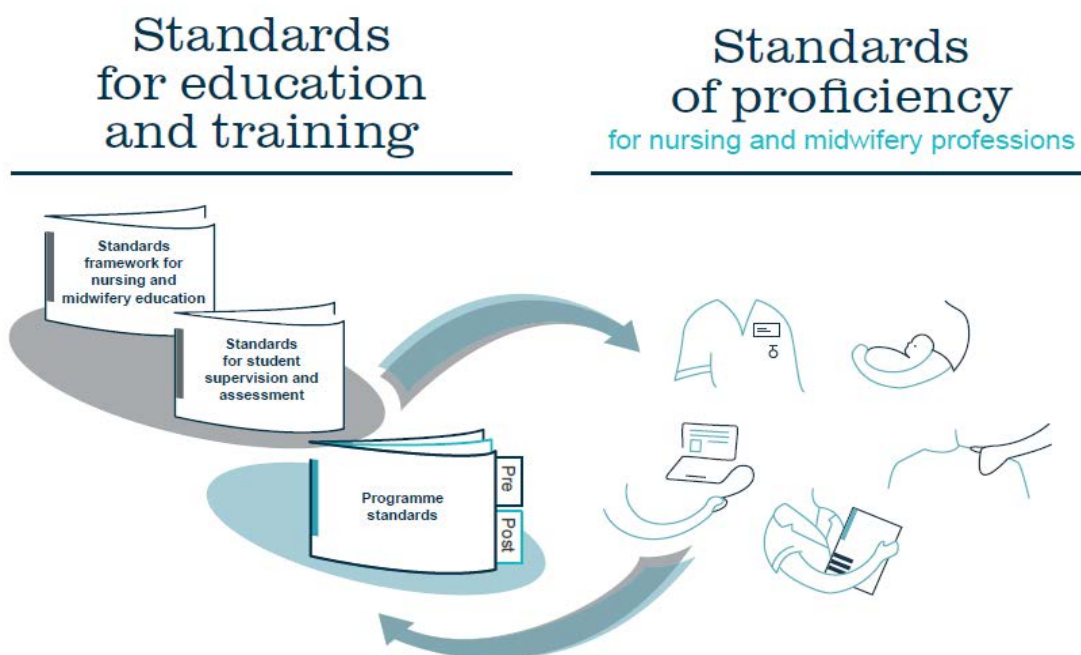 Standards
for education
and training
Standards
of proficiency
for nursing and midwifery professions
Standards
framework for
nursing and
midwifery education
Standards
for student
supervision and
assessment
Programme
standards
Pre
Post